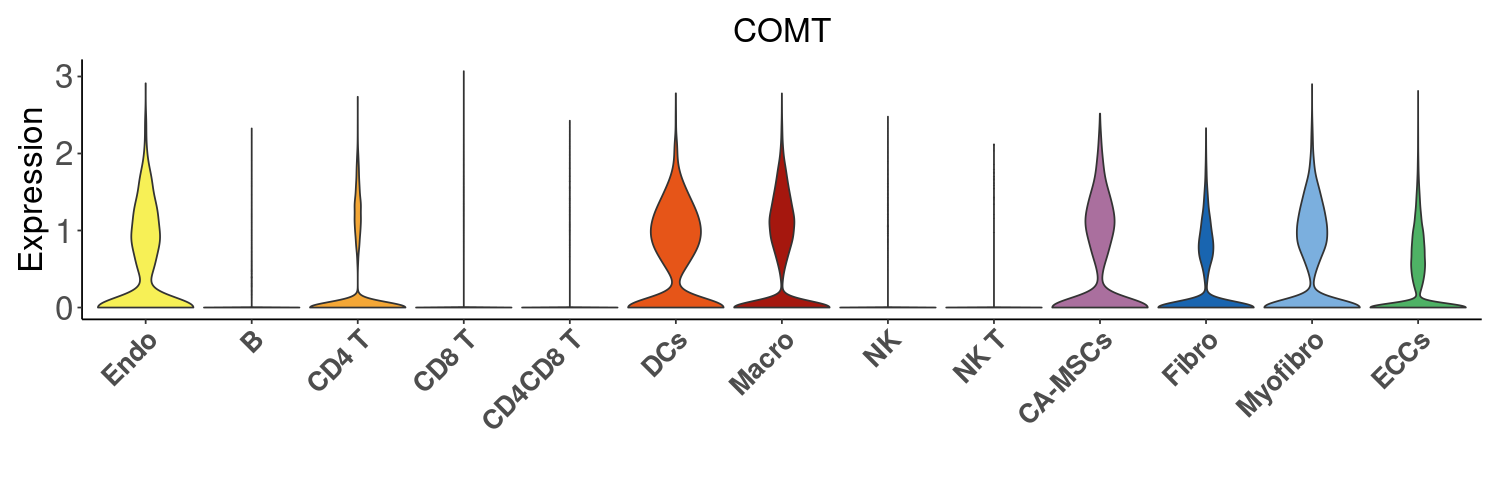 COMT
Expression
3
2
1
0
Endo
B
CD4 T
CD8 T
CD4CD8 T
DCs
Macro
NK
NK T
CA-MSCs
Fibro
Myofibro
ECCs